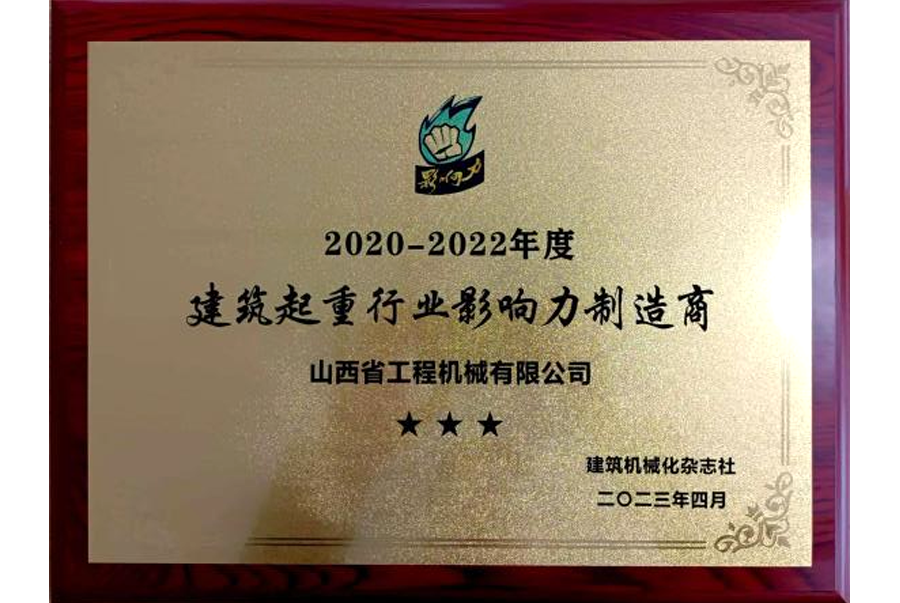 影响力
2020-2022年度
建筑起重行业影响力制造商
山西省工程机械有限公司
★★★
建筑机械化杂志社
二〇二三年四月